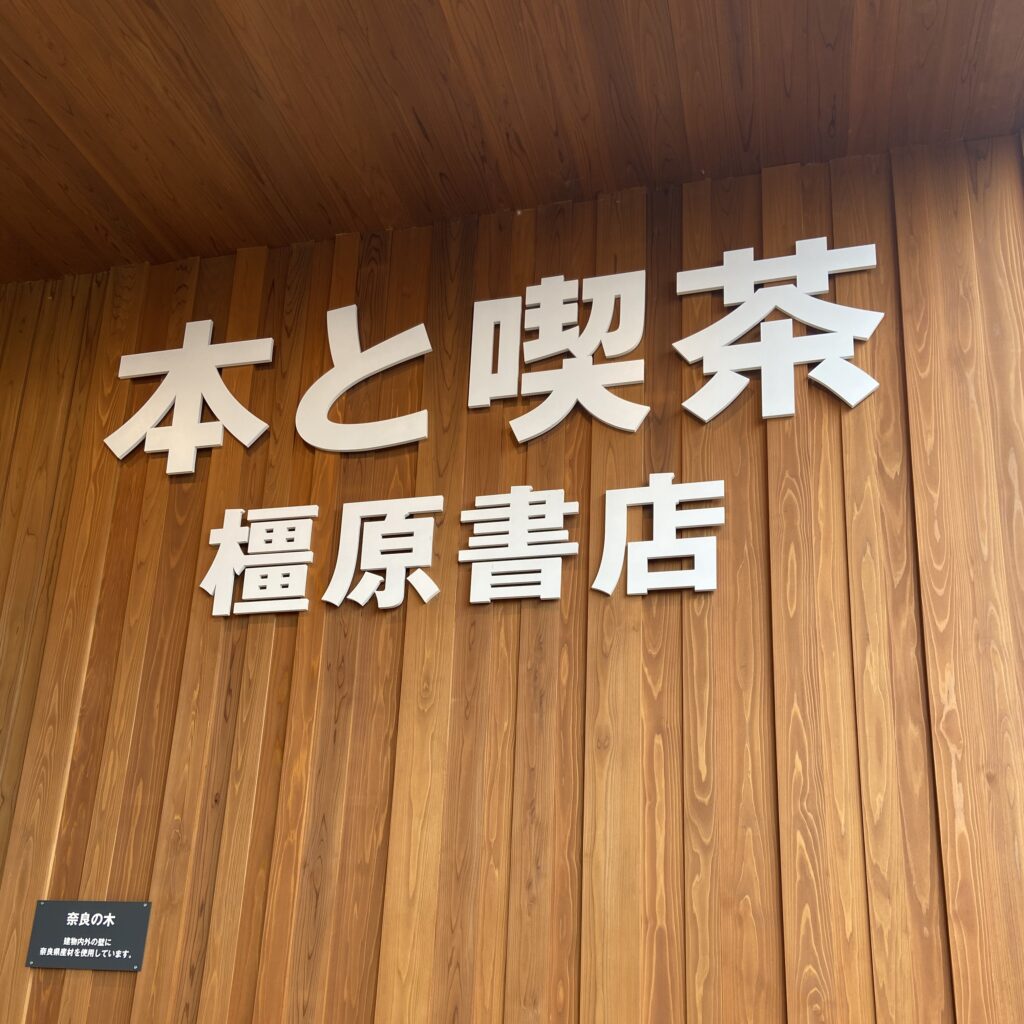 本と喫茶
橿原書店
奈良の木
建物内外の壁に
奈良県産材を使用しています。